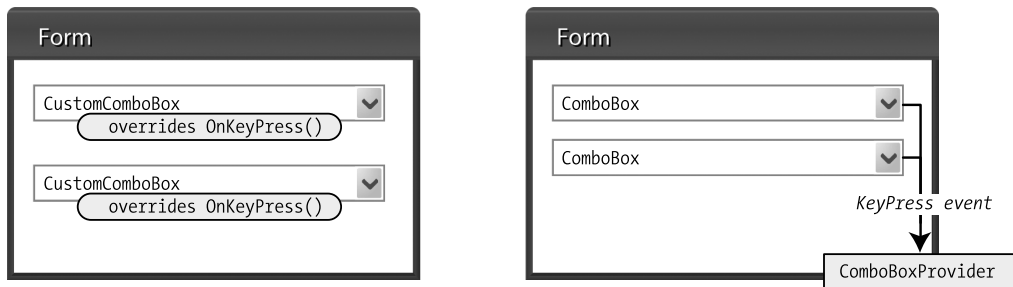 Form
CustomComboBox
overrides OnKeyPress()
CustomComboBox
overrides OnKeyPress()
Form
ComboBox
ComboBox
KeyPress event
ComboBoxProvider